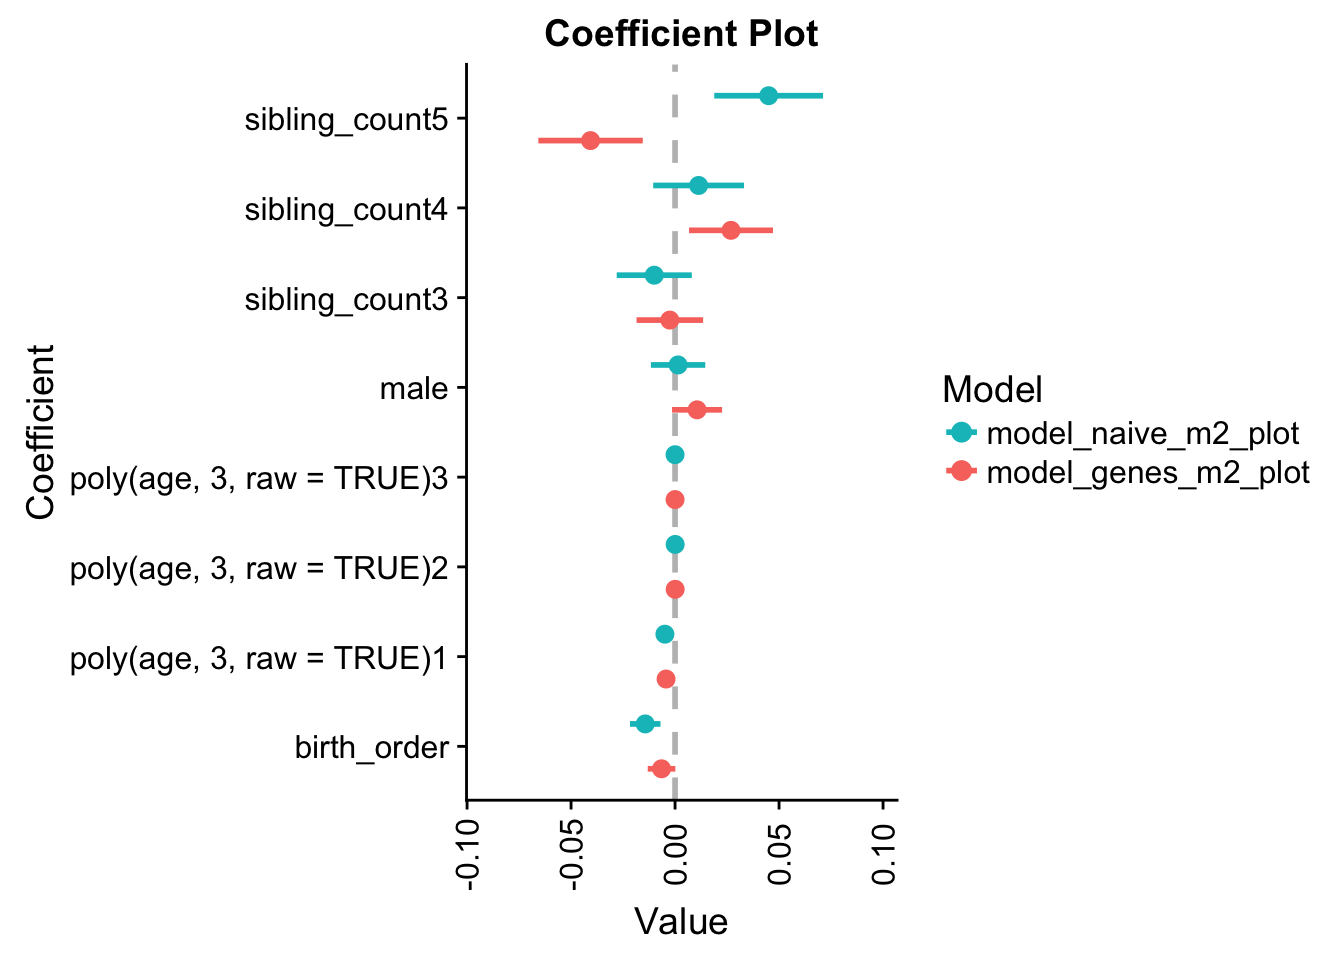 Coefficient Plot
sibling_count5
sibling_count4
sibling_count3
male
poly(age, 3, raw = TRUE)3
poly(age, 3, raw = TRUE)2
poly(age, 3, raw = TRUE)1
birth_order
Coefficient
-0.10
-0.05
0.00
0.05
0.10
Value
Model
model_naive_m2_plot
model_genes_m2_plot